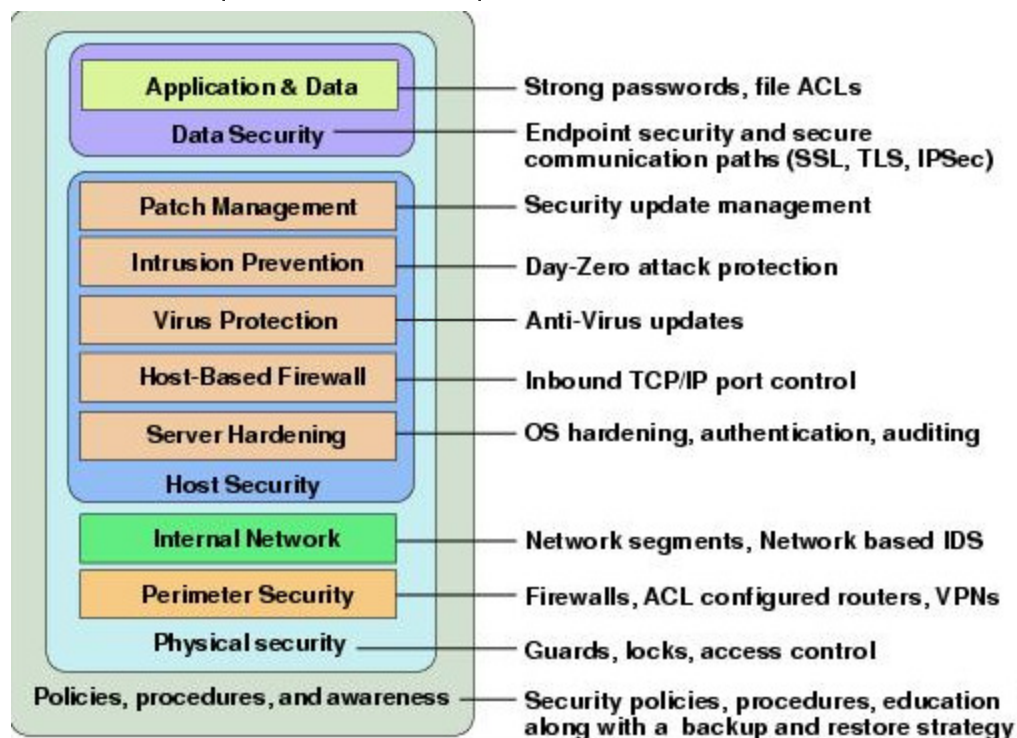 Application & Data
Strong passwords, file ACLs
Data Security
Endpoint security and secure
communication paths (SSL, TLS, IPSec)
Patch Management
Security update management
Intrusion Prevention
Day-Zero attack protection
Virus Protection
Anti-Virus updates
Host-Based Firewall
Inbound TCP/IP port control
Server Hardening
OS hardening, authentication, auditing
Host Security
Internal Network
Network segments, Network based IDS
Perimeter Security
Firewalls, ACL configured routers, VPNs
Physical security
Guards, locks, access control
Policies, procedures, and awareness
Security policies, procedures, education
along with a backup and restore strategy